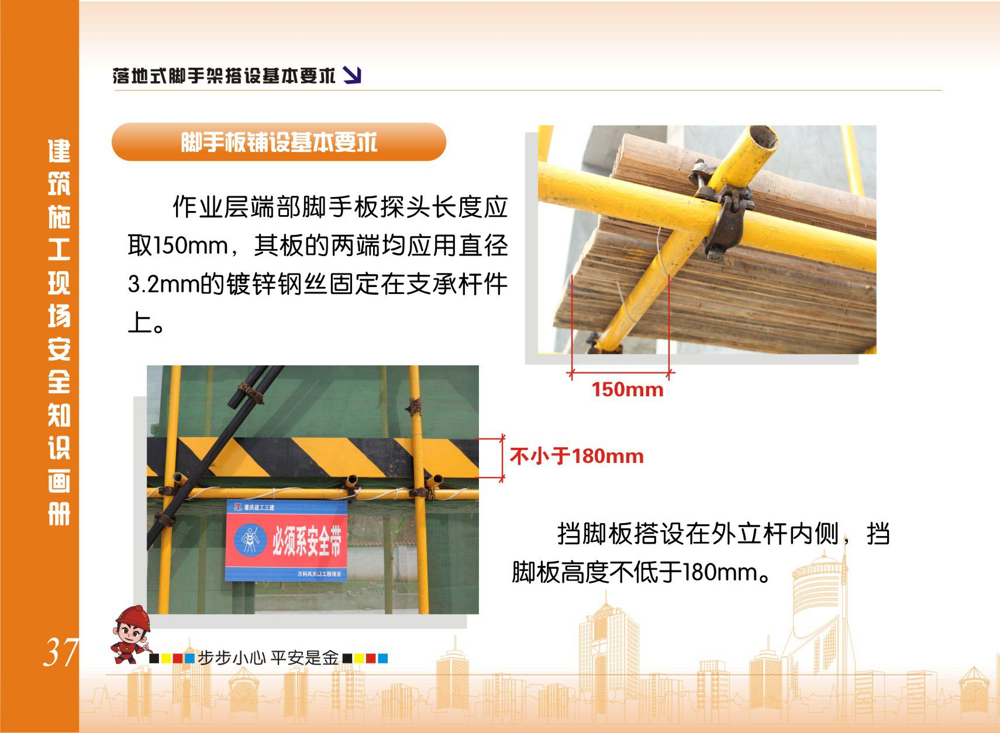 落地式脚手架搭设基本要求
建筑施工现场安全知识画册
脚手板铺设基本要求
作业层端部脚手板探头长度应
取150mm，其板的两端均应用直径
3.2mm的镀锌钢丝固定在支承杆件
上。
150mm
不小于180mm
重庆建工三建
必须系安全带
万科凤天锦工程项目
挡脚板搭设在外立杆内侧，挡
脚板高度不低于180mm。
37
步步小心 平安是金